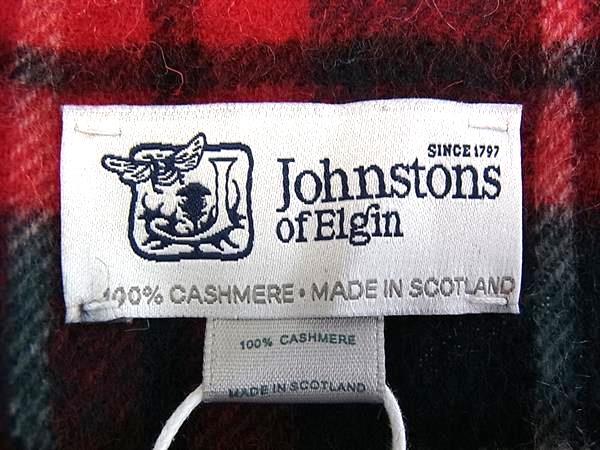 SINCE 1797
Johnstons
of Elgin
100% CASHMERE • MADE IN SCOTLAND
100% CASHMERE
MADE IN SCOTLAND